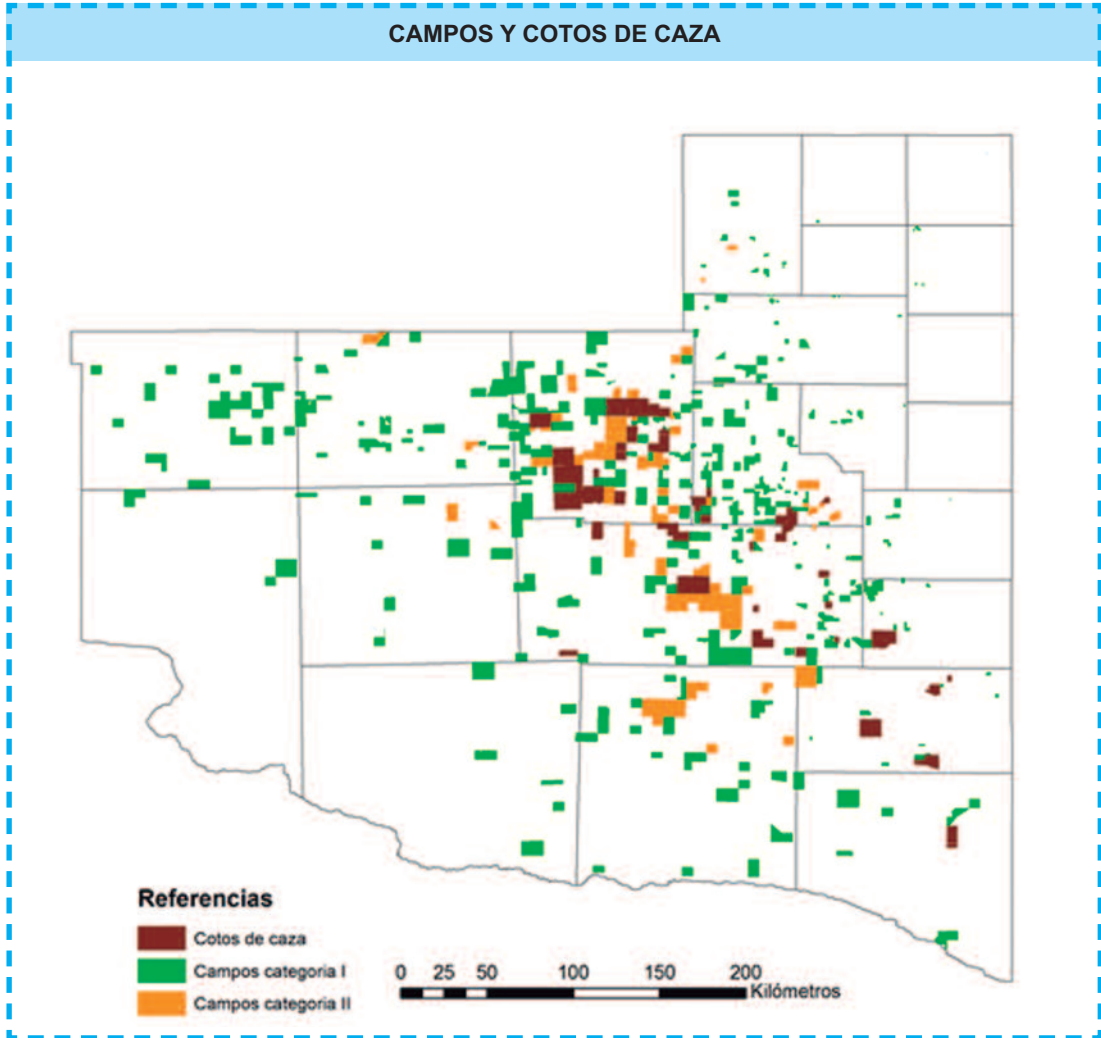 CAMPOS Y COTOS DE CAZA
Referencias
Cotos de caza
Campos categoria I
Campos categoria II
0 25 50 100 150 200
Kilómetros